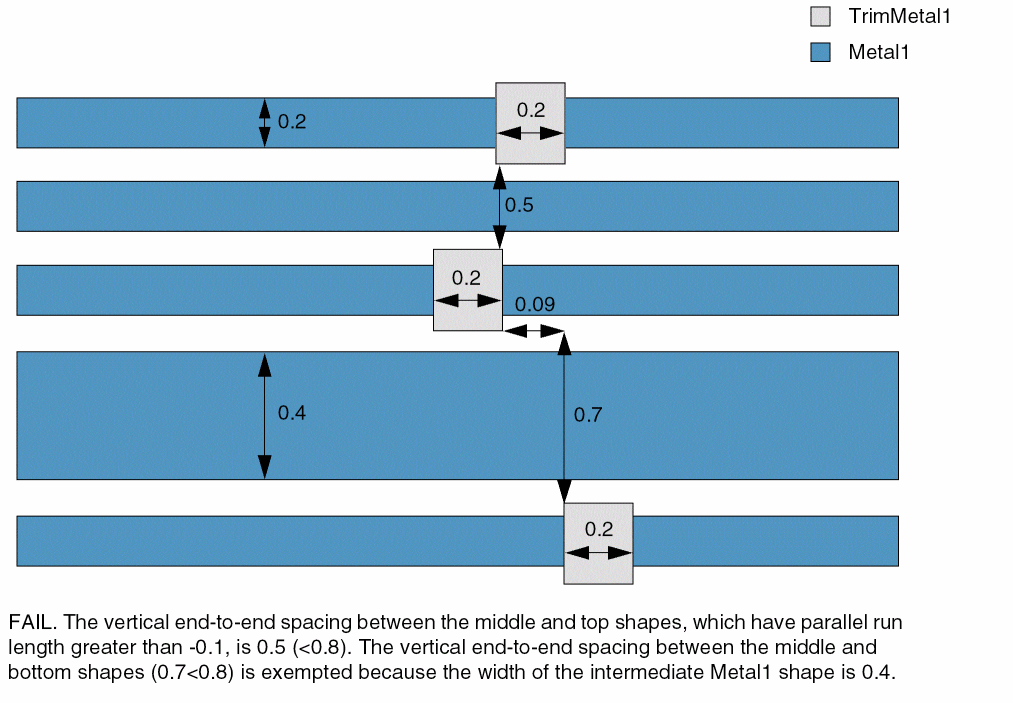 TrimMetal1
Metal1
0.2
0.2
0.5
0.2
0.09
0.4
0.7
0.2
FAIL. The vertical end-to-end spacing between the middle and top shapes, which have parallel run
length greater than -0.1, is 0.5 (<0.8). The vertical end-to-end spacing between the middle and
bottom shapes (0.7<0.8) is exempted because the width of the intermediate Metal1 shape is 0.4.